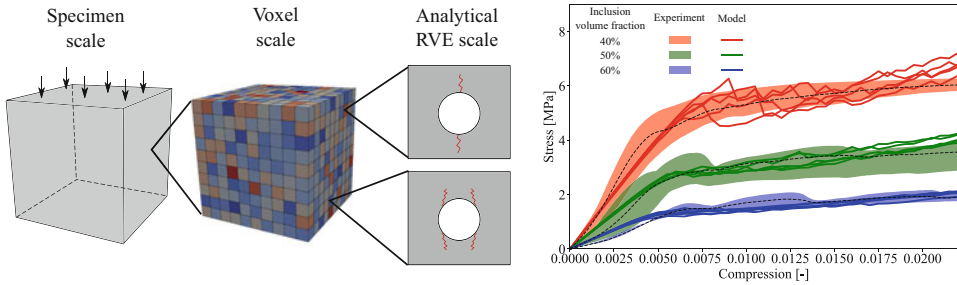 Specimen
scale
Voxel
scale
Analytical
RVE scale
Inclusion
volume fraction
Experiment
Model
40%
50%
60%
Stress [MPa]
6
4
2
0
0.0000
0.0025
0.0050
0.0075
0.0100
0.0125
0.0150
0.0175
0.0200
Compression [-]